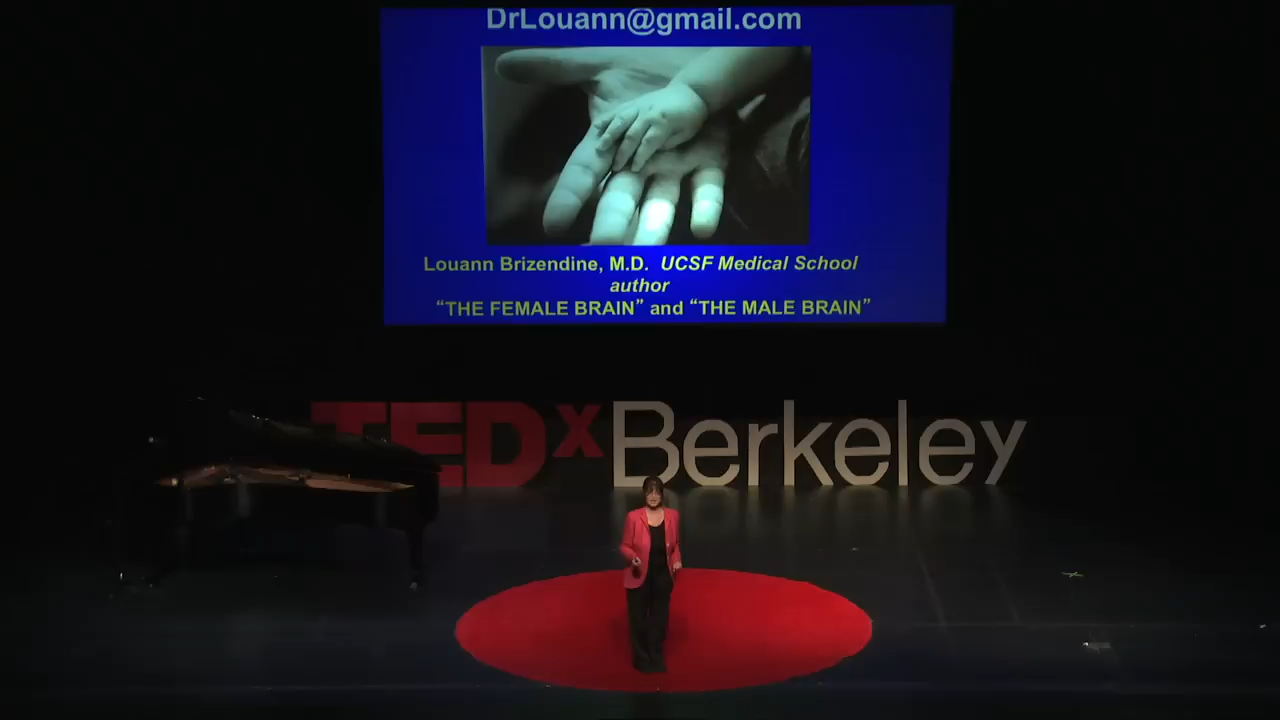 DrLouann@gmail.com
Louann Brizendine, M.D. UCSF Medical School
author
“THE FEMALE BRAIN” and “THE MALE BRAIN”
TEDxBerkeley